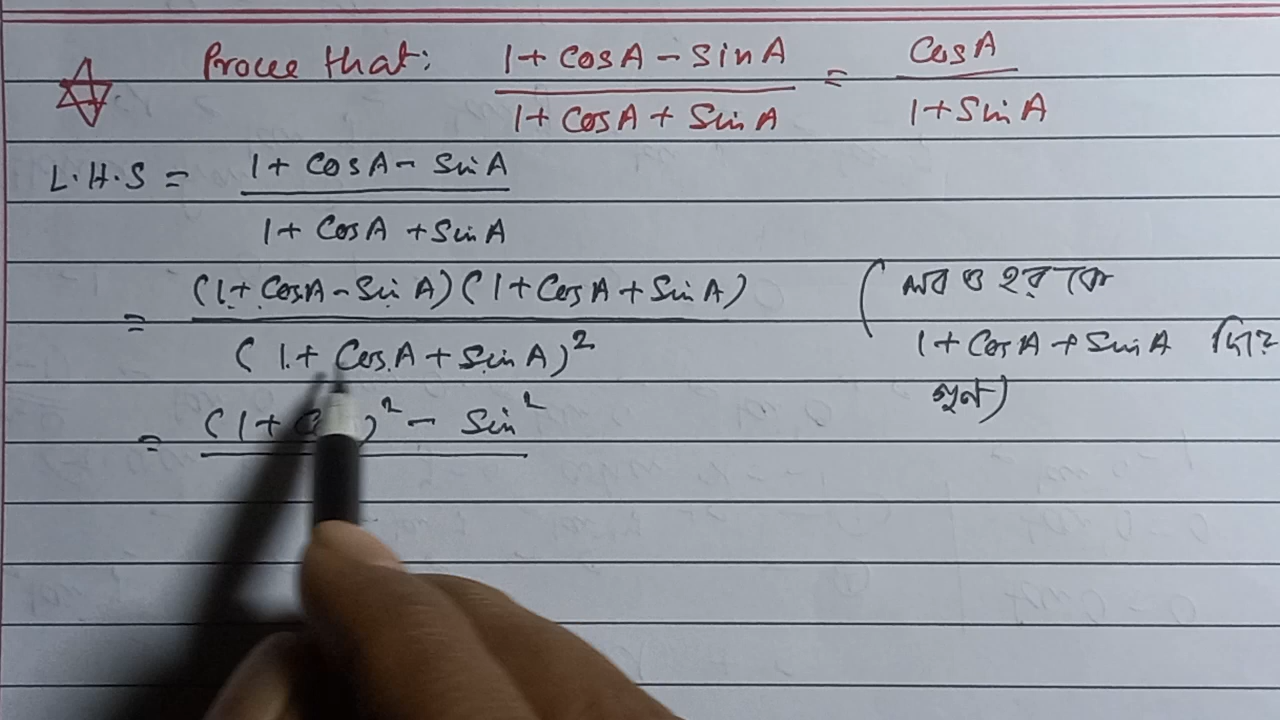 Prove that: (1 + cosA - sinA)/(1 + cosA + sinA) = cosA/(1 + sinA)
L.H.S = (1 + cosA - sinA)/(1 + cosA + sinA)
= (1 + cosA - sinA)(1 + cosA + sinA)/(1 + cosA + sinA)² (লব ও হর কে
1 + cosA + sinA দিয়ে
গুন)
= (1 + )² - sin²